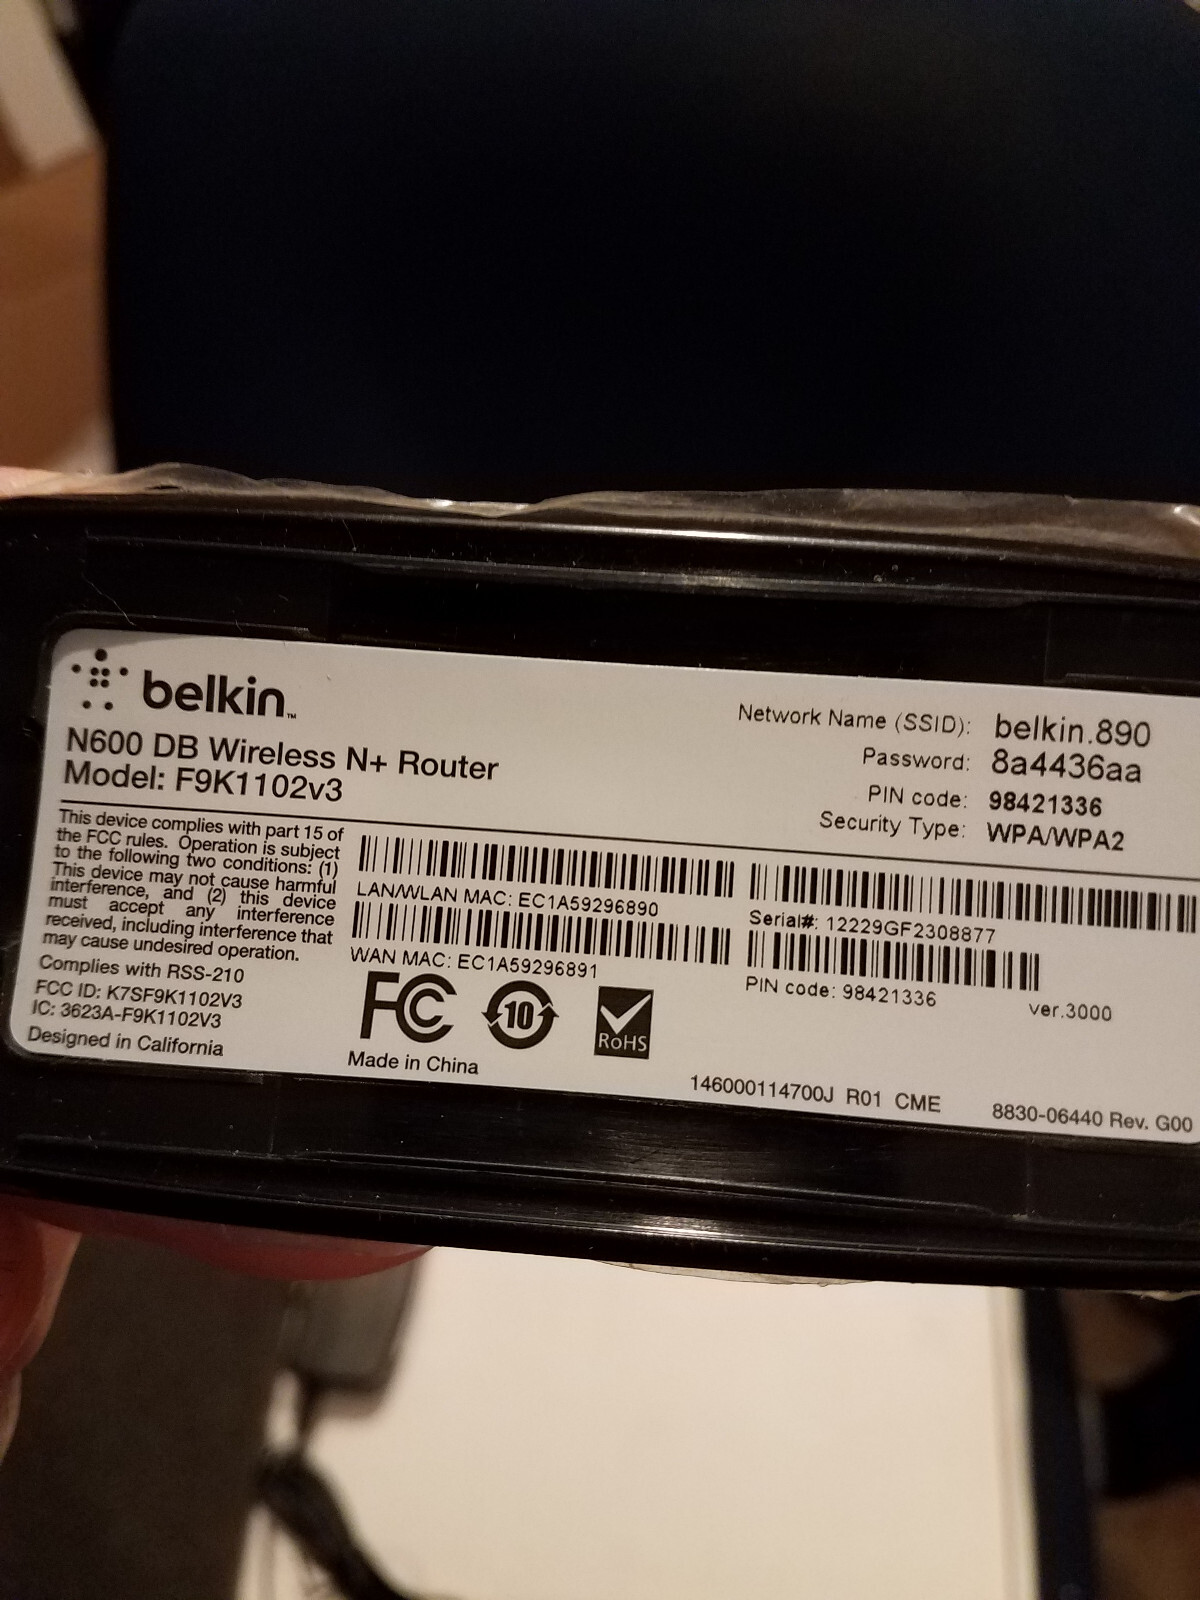 belkin™
N600 DB Wireless N+ Router
Model: F9K1102v3
Network Name (SSID): belkin.890
Password: 8a4436aa
PIN code: 98421336
Security Type: WPA/WPA2
This device complies with part 15 of
the FCC rules. Operation is subject
to the following two conditions: (1)
This device may not cause harmful
interference, and (2) this device
must accept any interference
received, including interference that
may cause undesired operation.
Complies with RSS-210
FCC ID: K7SF9K1102V3
IC: 3623A-F9K1102V3
Designed in California
LAN/WLAN MAC: EC1A59296890
WAN MAC: EC1A59296891
FC
10
RoHS
Made in China
Serial#: 12229GF2308877
PIN code: 98421336
ver.3000
146000114700J R01 CME
8830-06440 Rev. G00